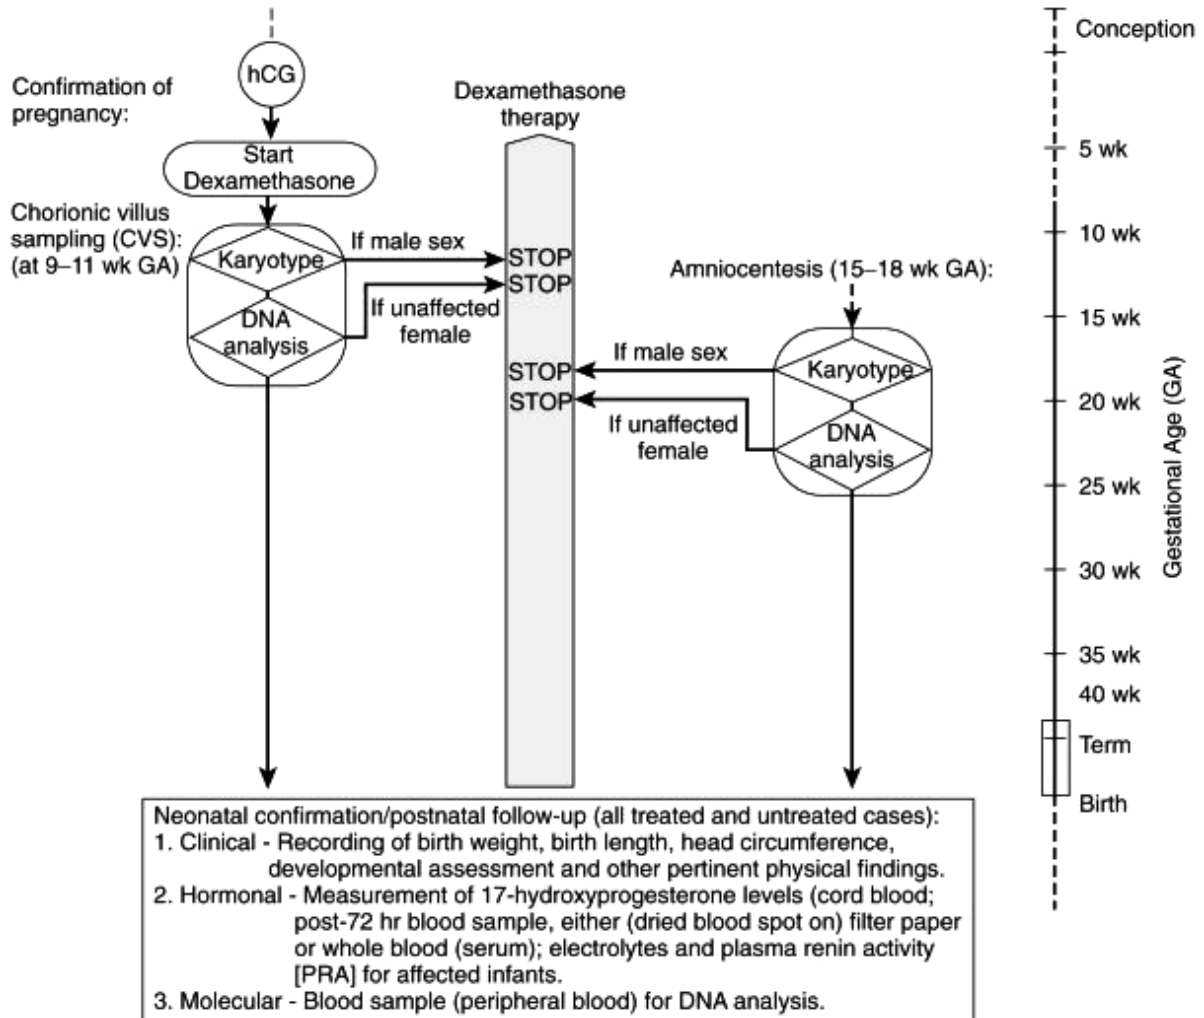 hCG
Confirmation of
pregnancy:
Start
Dexamethasone
Chorionic villus
sampling (CVS):
(at 9–11 wk GA)
Karyotype
DNA
analysis
If male sex
If unaffected
female
Dexamethasone
therapy
STOP
STOP
STOP
STOP
Amniocentesis (15–18 wk GA):
If male sex
Karyotype
If unaffected
female
DNA
analysis
Conception
5 wk
10 wk
15 wk
20 wk
25 wk
30 wk
35 wk
40 wk
Term
Birth
Gestational Age (GA)
Neonatal confirmation/postnatal follow-up (all treated and untreated cases):
1. Clinical - Recording of birth weight, birth length, head circumference,
developmental assessment and other pertinent physical findings.
2. Hormonal - Measurement of 17-hydroxyprogesterone levels (cord blood;
post-72 hr blood sample, either (dried blood spot on) filter paper
or whole blood (serum); electrolytes and plasma renin activity
[PRA] for affected infants.
3. Molecular - Blood sample (peripheral blood) for DNA analysis.